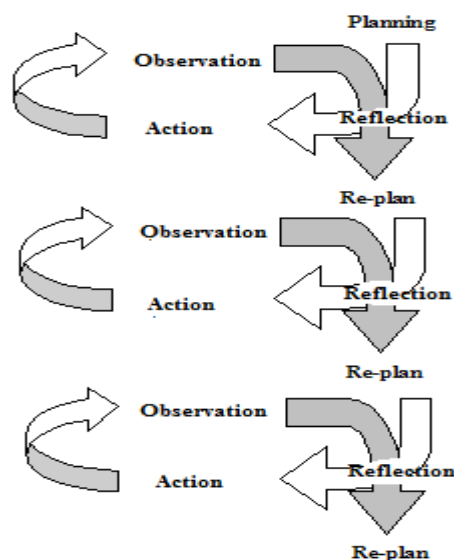 Planning
Observation
Reflection
Action
Re-plan
Observation
Reflection
Action
Re-plan
Observation
Reflection
Action
Re-plan